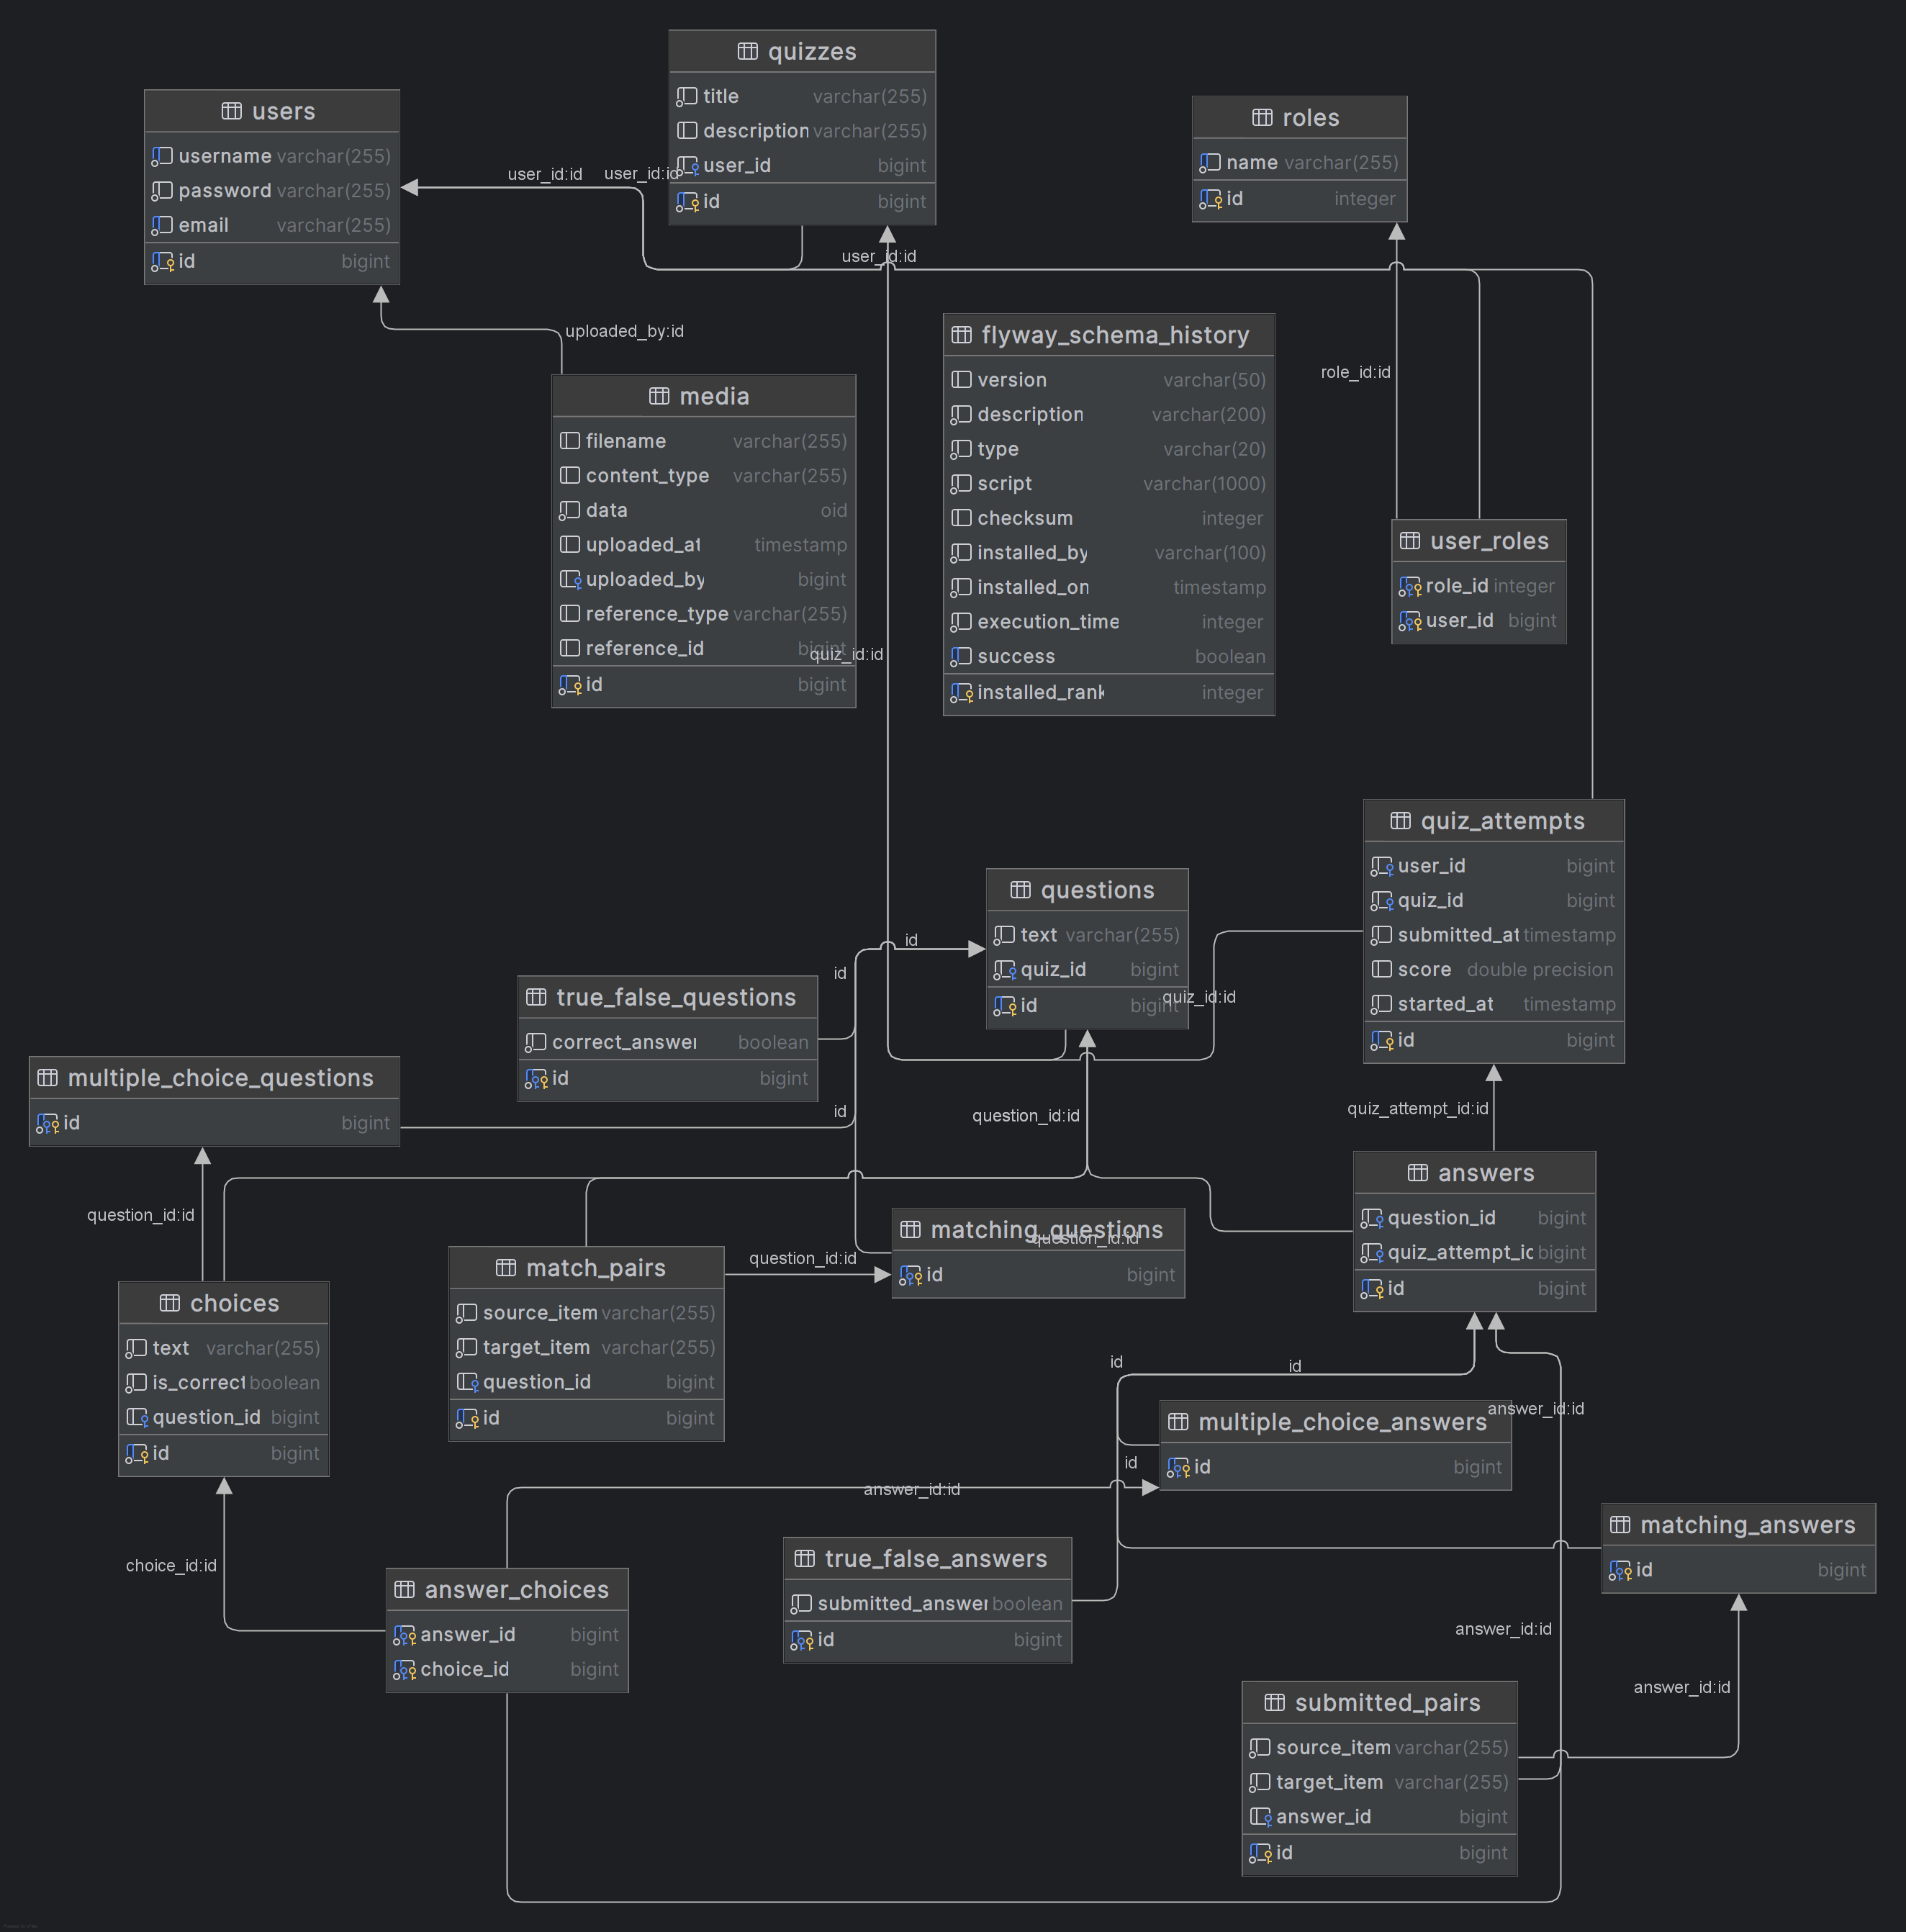 quizzes
title varchar(255)
description varchar(255)
user_id bigint
id bigint
users
username varchar(255)
password varchar(255)
email varchar(255)
id bigint
roles
name varchar(255)
id integer
user_id:id
user_id:id
user_id:id
uploaded_by:id
flyway_schema_history
version varchar(50)
description varchar(200)
type varchar(20)
script varchar(1000)
checksum integer
installed_by varchar(100)
installed_on timestamp
execution_time integer
success boolean
installed_rank integer
role_id:id
media
filename varchar(255)
content_type varchar(255)
data oid
uploaded_at timestamp
uploaded_by bigint
reference_type varchar(255)
reference_id bigint
id bigint
quiz_id:id
user_roles
role_id integer
user_id bigint
quiz_attempts
user_id bigint
quiz_id bigint
submitted_at timestamp
score double precision
started_at timestamp
id bigint
questions
text varchar(255)
quiz_id bigint
id bigint
quiz_id:id
id
id
true_false_questions
correct_answer boolean
id bigint
multiple_choice_questions
id bigint
id
question_id:id
quiz_attempt_id:id
answers
question_id bigint
quiz_attempt_id bigint
id bigint
question_id:id
matching_questions
question_id:id
id bigint
match_pairs
source_item varchar(255)
target_item varchar(255)
question_id bigint
id bigint
question_id:id
choices
text varchar(255)
is_correct boolean
question_id bigint
id bigint
id
id
answer_id:id
multiple_choice_answers
id bigint
id
answer_id:id
matching_answers
id bigint
true_false_answers
submitted_answer boolean
id bigint
choice_id:id
answer_choices
answer_id bigint
choice_id bigint
answer_id:id
answer_id:id
submitted_pairs
source_item varchar(255)
target_item varchar(255)
answer_id bigint
id bigint